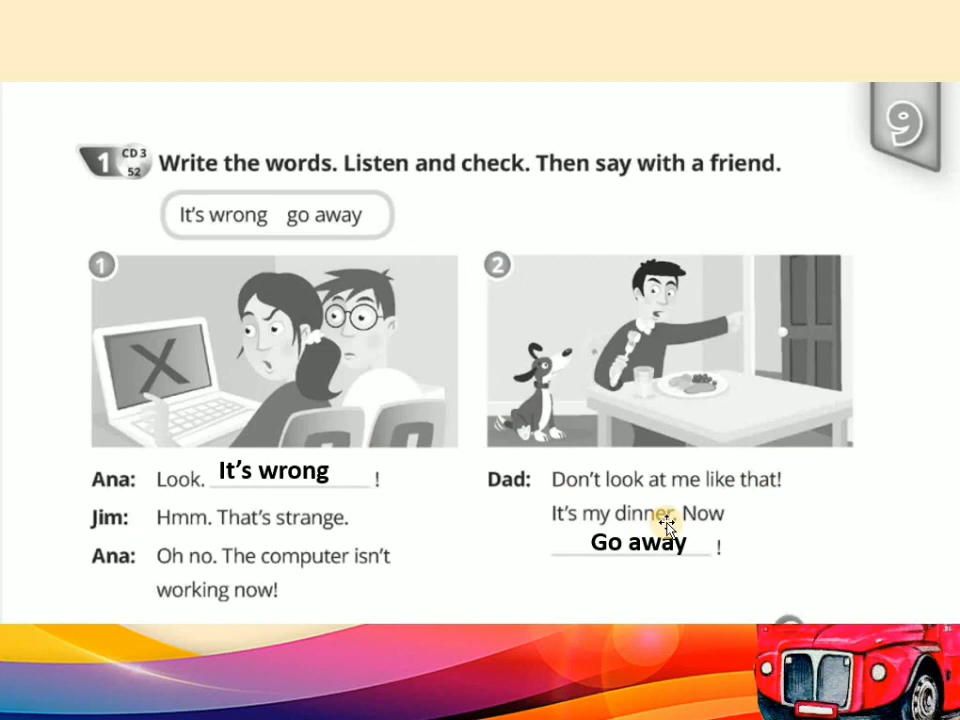 9
1 CD 3 52 Write the words. Listen and check. Then say with a friend.
It's wrong go away
1
2
Ana: Look. It's wrong !
Jim: Hmm. That's strange.
Ana: Oh no. The computer isn't
working now!
Dad: Don't look at me like that!
It's my dinner. Now
Go away !